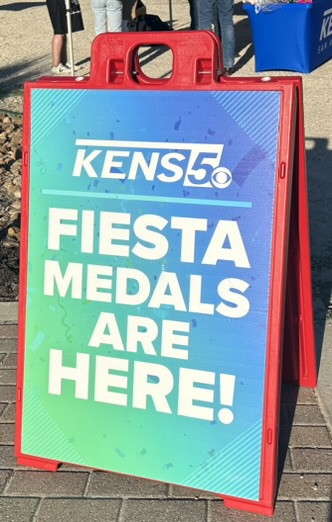 KENS 5
FIESTA
MEDALS
ARE
HERE!